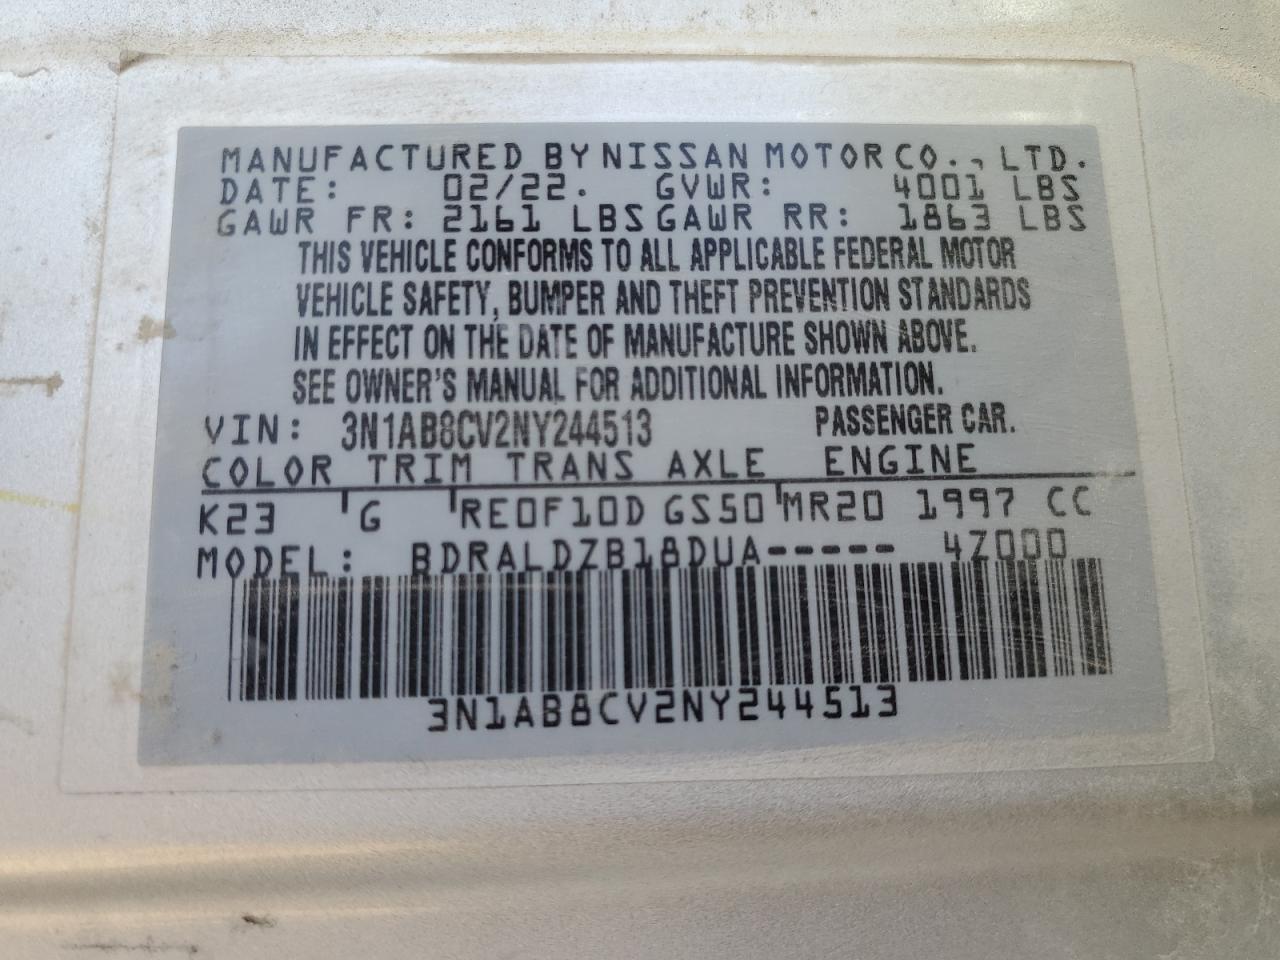 MANUFACTURED BY NISSAN MOTOR CO., LTD.
DATE: 02/22. GVWR: 4001 LBS
GAWR FR: 2161 LBS GAWR RR: 1863 LBS
THIS VEHICLE CONFORMS TO ALL APPLICABLE FEDERAL MOTOR
VEHICLE SAFETY, BUMPER AND THEFT PREVENTION STANDARDS
IN EFFECT ON THE DATE OF MANUFACTURE SHOWN ABOVE.
SEE OWNER'S MANUAL FOR ADDITIONAL INFORMATION.
VIN: 3N1AB8CV2NY244513 PASSENGER CAR.
COLOR TRIM TRANS AXLE ENGINE
K23 G RE0F10D GS50 MR20 1997 CC
MODEL: BDRALDZB18DUA----- 4Z000
3N1AB8CV2NY244513